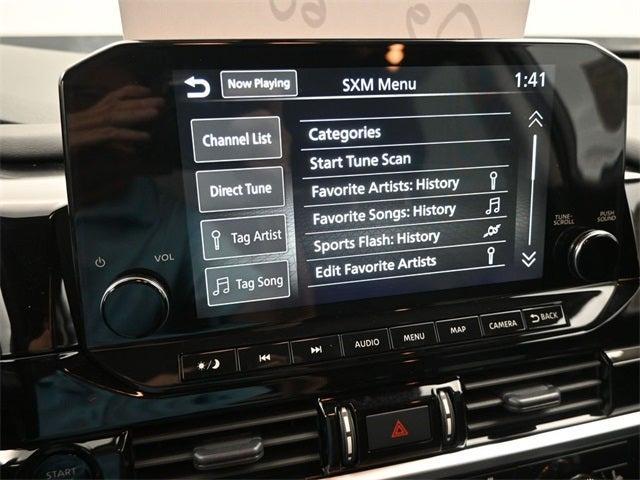 Now Playing
SXM Menu
1:41
Channel List
Direct Tune
Tag Artist
Tag Song
Categories
Start Tune Scan
Favorite Artists: History
Favorite Songs: History
Sports Flash: History
Edit Favorite Artists
VOL
TUNE-
SCROLL
PUSH
SOUND
AUDIO
MENU
MAP
CAMERA
BACK
START